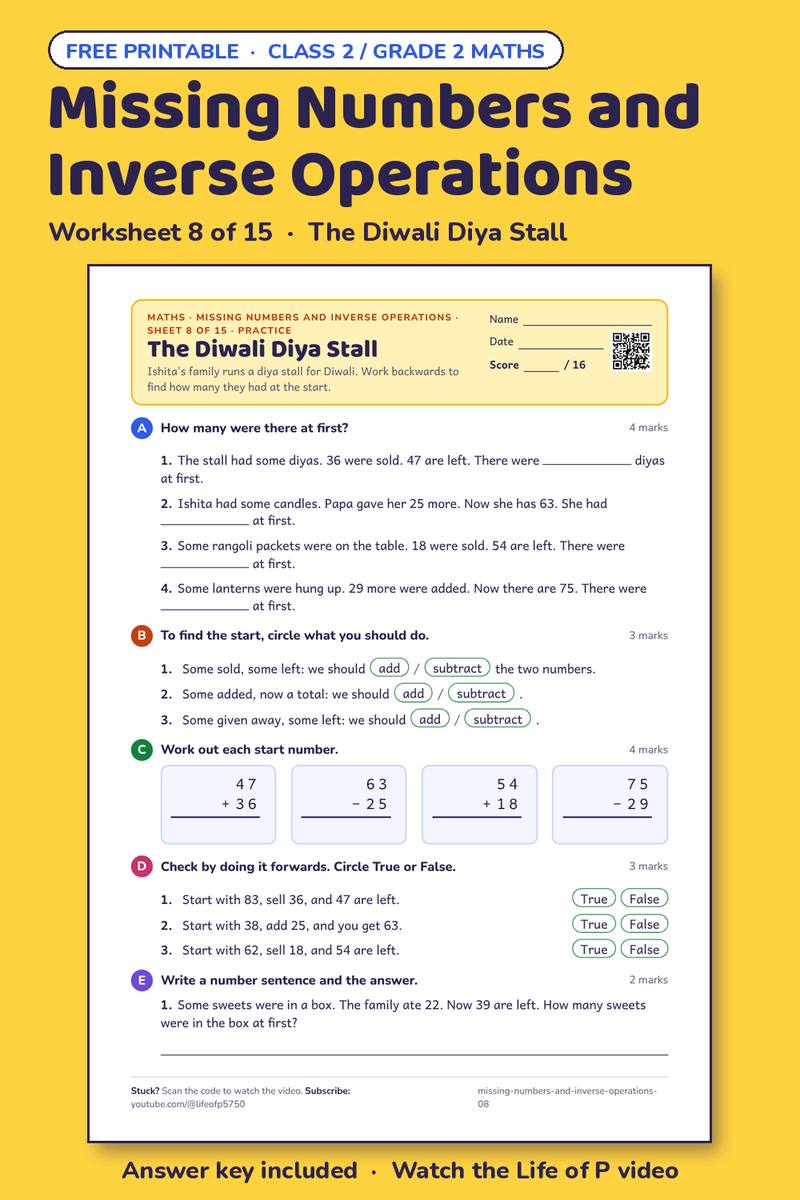 FREE PRINTABLE · CLASS 2 / GRADE 2 MATHS
Missing Numbers and
Inverse Operations
Worksheet 8 of 15 · The Diwali Diya Stall
MATHS · MISSING NUMBERS AND INVERSE OPERATIONS ·
SHEET 8 OF 15 · PRACTICE
The Diwali Diya Stall
Ishita's family runs a diya stall for Diwali. Work backwards to
find how many they had at the start.
Name ____________
Date ____________
Score ______ / 16
A How many were there at first? 4 marks
1. The stall had some diyas. 36 were sold. 47 are left. There were ____________ diyas
at first.
2. Ishita had some candles. Papa gave her 25 more. Now she has 63. She had
____________ at first.
3. Some rangoli packets were on the table. 18 were sold. 54 are left. There were
____________ at first.
4. Some lanterns were hung up. 29 more were added. Now there are 75. There were
____________ at first.
B To find the start, circle what you should do. 3 marks
1. Some sold, some left: we should add / subtract the two numbers.
2. Some added, now a total: we should add / subtract .
3. Some given away, some left: we should add / subtract .
C Work out each start number. 4 marks
47 63 54 75
+ 36 − 25 + 18 − 29
D Check by doing it forwards. Circle True or False. 3 marks
1. Start with 83, sell 36, and 47 are left. True False
2. Start with 38, add 25, and you get 63. True False
3. Start with 62, sell 18, and 54 are left. True False
E Write a number sentence and the answer. 2 marks
1. Some sweets were in a box. The family ate 22. Now 39 are left. How many sweets
were in the box at first?
Stuck? Scan the code to watch the video. Subscribe:
youtube.com/@lifeofp5750
missing-numbers-and-inverse-operations-
08
Answer key included · Watch the Life of P video